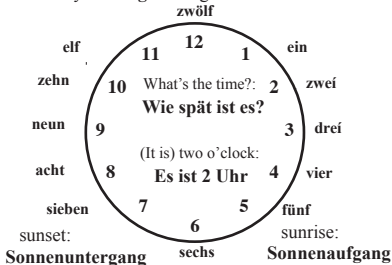 zwölf
12
elf 11 1 ein
zehn 10 What's the time?: 2 zweí
Wie spät ist es?
neun 9 3 dreí
(It is) two o'clock:
acht 8 Es ist 2 Uhr 4 vier
sieben 7 5 fünf
6
sunset: sechs sunrise:
Sonnenuntergang Sonnenaufgang